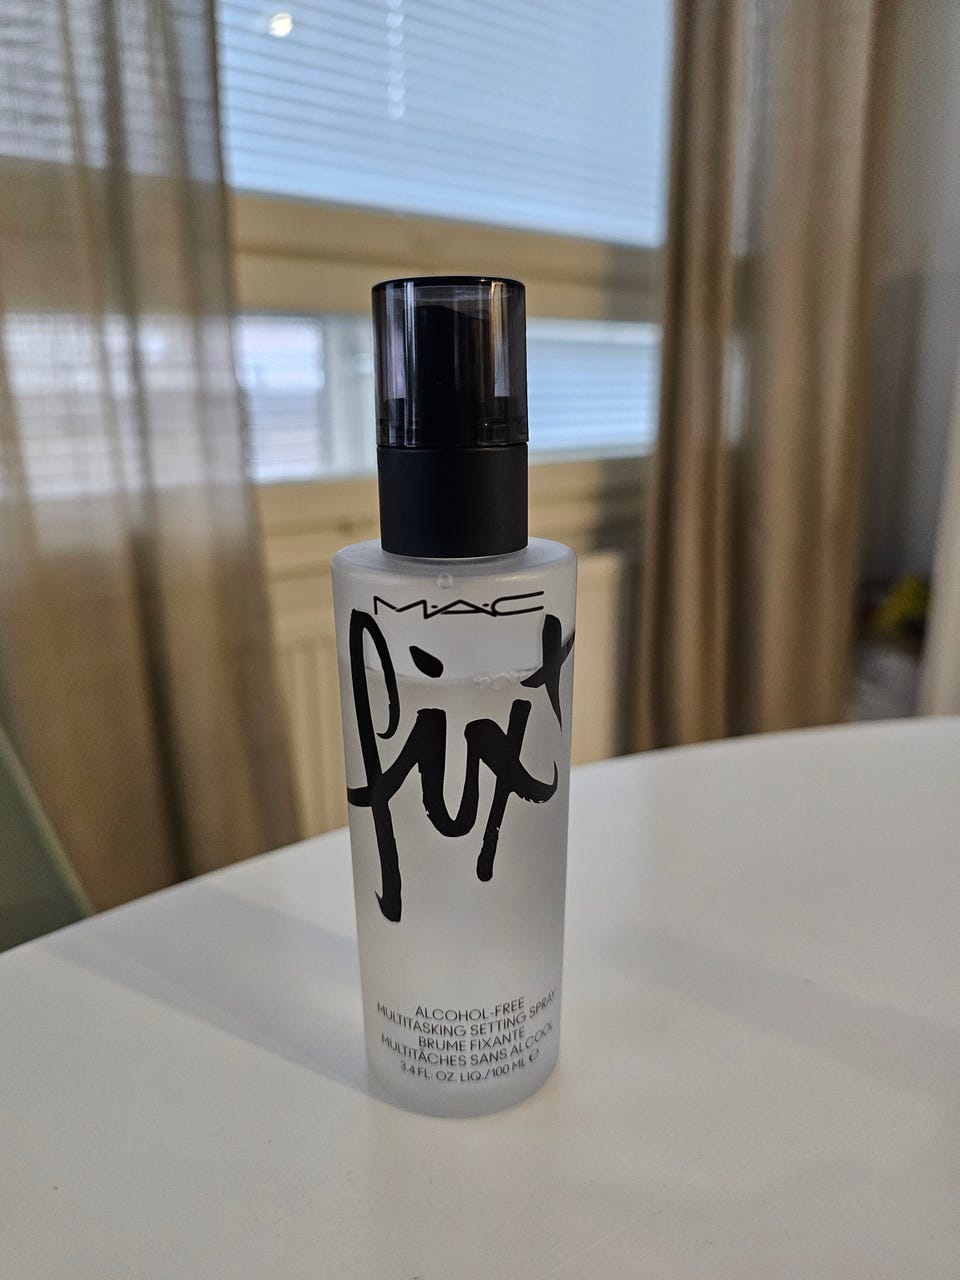 M·A·C
fix+
ALCOHOL-FREE
MULTITASKING SETTING SPRAY
BRUME FIXANTE
MULTITÂCHES SANS ALCOOL
3.4 FL. OZ. LIQ./100 ML ℮